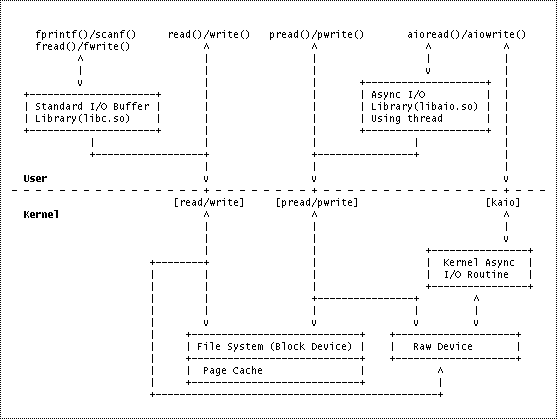 fprintf()/scanf() read()/write() pread()/pwrite() aioread()/aiowrite()
fread()/fwrite()
Async I/O
Standard I/O Buffer Library(libaio.so)
Library(libc.so) Using thread
User
[read/write] [pread/pwrite] [kaio]
Kernel
Kernel Async
I/O Routine
File System (Block Device) Raw Device
Page Cache